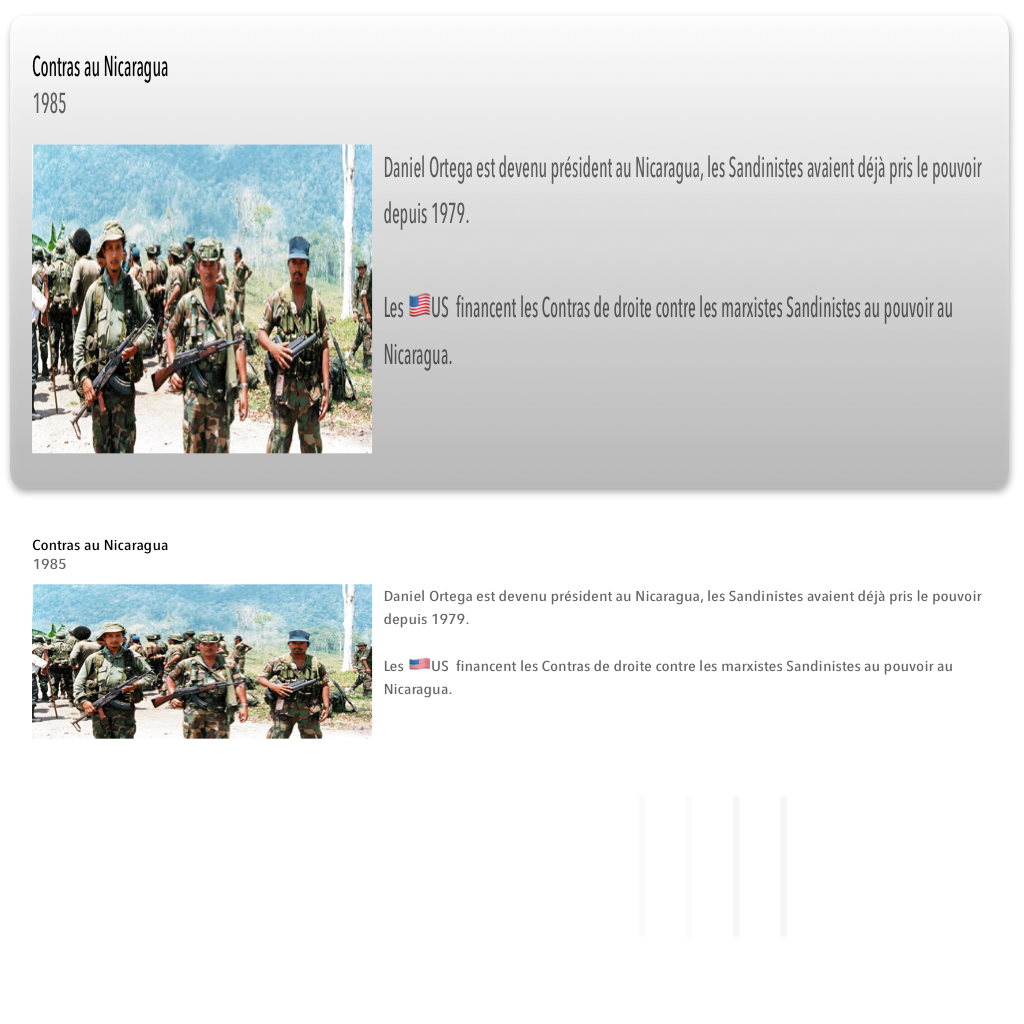 Contras au Nicaragua
1985
Daniel Ortega est devenu président au Nicaragua, les Sandinistes avaient déjà pris le pouvoir
depuis 1979.
Les 🇺🇸US financent les Contras de droite contre les marxistes Sandinistes au pouvoir au
Nicaragua.
Contras au Nicaragua
1985
Daniel Ortega est devenu président au Nicaragua, les Sandinistes avaient déjà pris le pouvoir
depuis 1979.
Les 🇺🇸US financent les Contras de droite contre les marxistes Sandinistes au pouvoir au
Nicaragua.